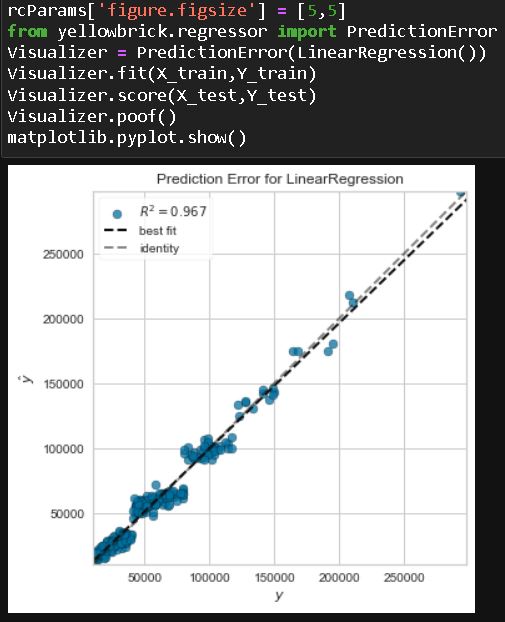 rcParams['figure.figsize'] = [5,5]
from yellowbrick.regressor import PredictionError
Visualizer = PredictionError(LinearRegression())
Visualizer.fit(X_train,Y_train)
Visualizer.score(X_test,Y_test)
Visualizer.poof()
matplotlib.pyplot.show()
Prediction Error for LinearRegression
R² = 0.967
best fit
identity
250000
200000
150000
100000
50000
ŷ
50000 100000 150000 200000 250000
y